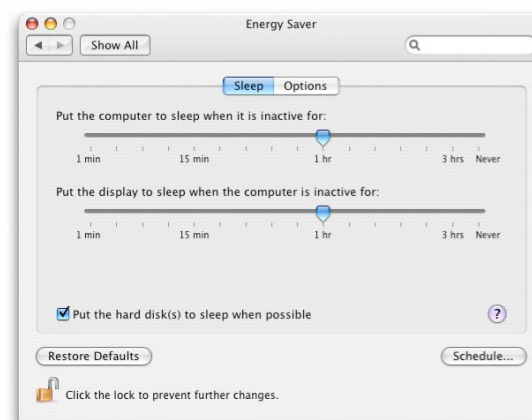 Energy Saver
Show All
Sleep Options
Put the computer to sleep when it is inactive for:
1 min 15 min 1 hr 3 hrs Never
Put the display to sleep when the computer is inactive for:
1 min 15 min 1 hr 3 hrs Never
Put the hard disk(s) to sleep when possible
?
Restore Defaults Schedule...
Click the lock to prevent further changes.